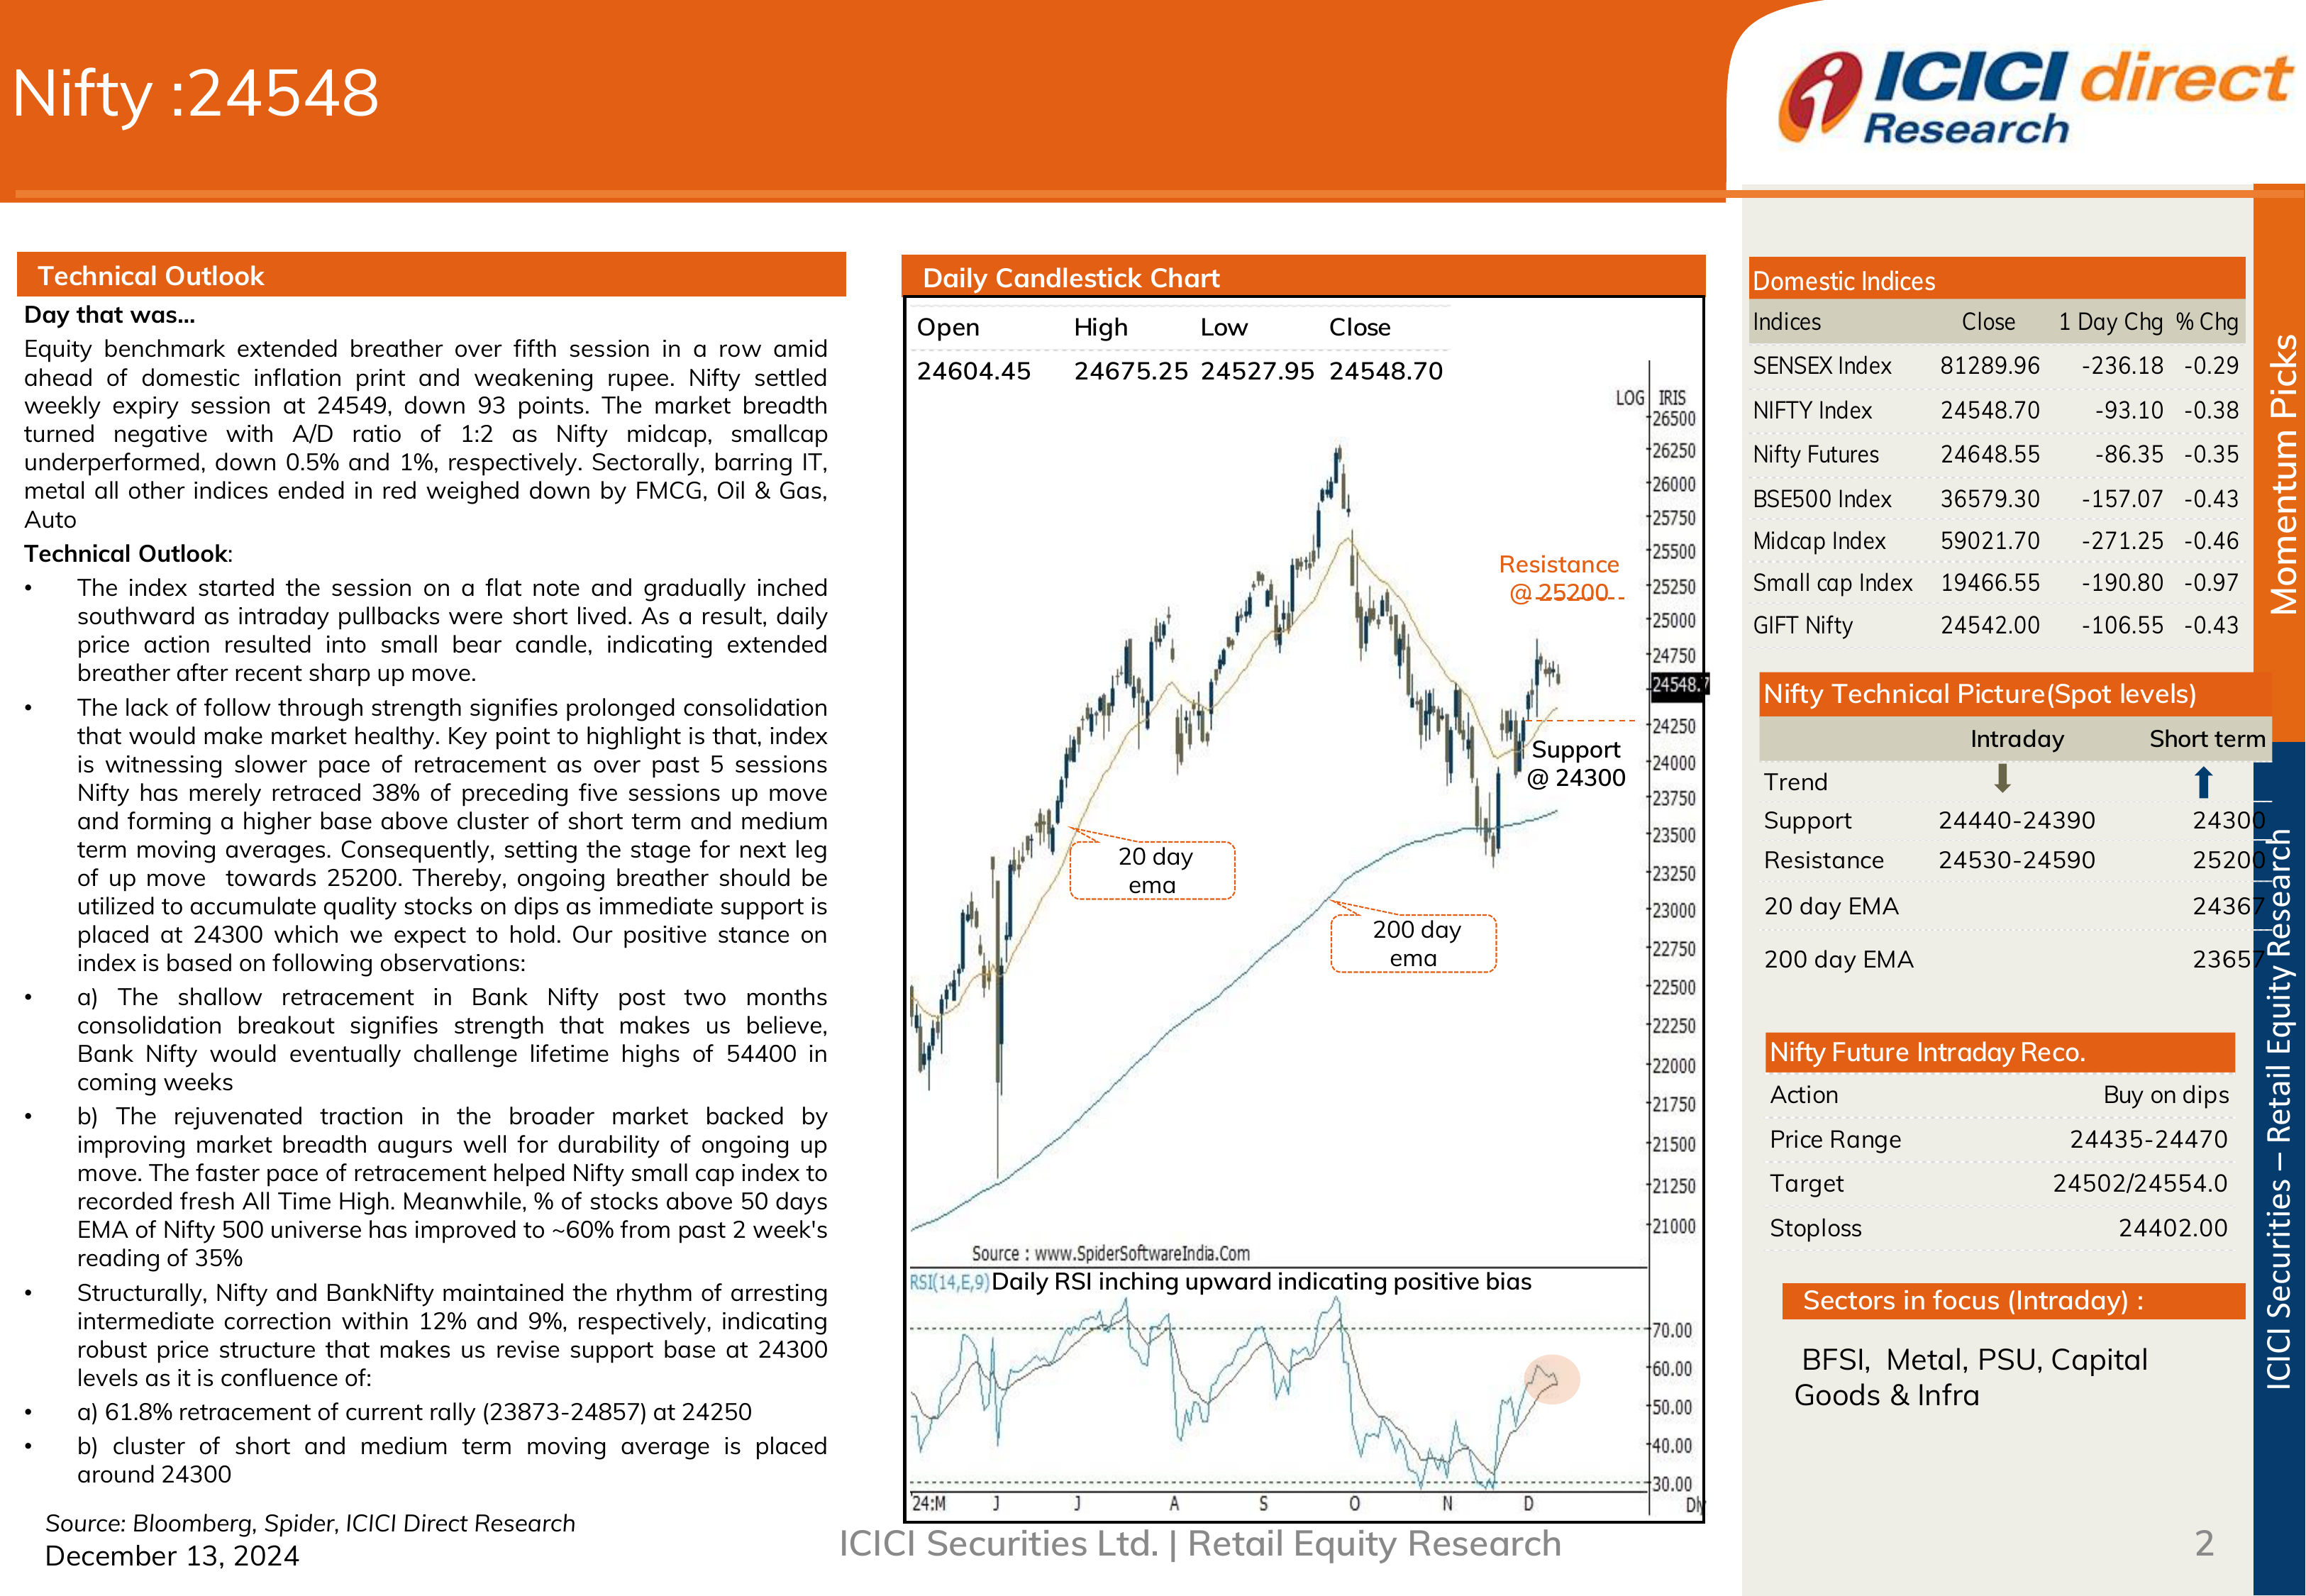 Nifty :24548
ICICI direct
Research
Technical Outlook
Day that was…
Equity benchmark extended breather over fifth session in a row amid
ahead of domestic inflation print and weakening rupee. Nifty settled
weekly expiry session at 24549, down 93 points. The market breadth
turned negative with A/D ratio of 1:2 as Nifty midcap, smallcap
underperformed, down 0.5% and 1%, respectively. Sectorally, barring IT,
metal all other indices ended in red weighed down by FMCG, Oil & Gas,
Auto
Technical Outlook:
• The index started the session on a flat note and gradually inched
southward as intraday pullbacks were short lived. As a result, daily
price action resulted into small bear candle, indicating extended
breather after recent sharp up move.
• The lack of follow through strength signifies prolonged consolidation
that would make market healthy. Key point to highlight is that, index
is witnessing slower pace of retracement as over past 5 sessions
Nifty has merely retraced 38% of preceding five sessions up move
and forming a higher base above cluster of short term and medium
term moving averages. Consequently, setting the stage for next leg
of up move towards 25200. Thereby, ongoing breather should be
utilized to accumulate quality stocks on dips as immediate support is
placed at 24300 which we expect to hold. Our positive stance on
index is based on following observations:
• a) The shallow retracement in Bank Nifty post two months
consolidation breakout signifies strength that makes us believe,
Bank Nifty would eventually challenge lifetime highs of 54400 in
coming weeks
• b) The rejuvenated traction in the broader market backed by
improving market breadth augurs well for durability of ongoing up
move. The faster pace of retracement helped Nifty small cap index to
recorded fresh All Time High. Meanwhile, % of stocks above 50 days
EMA of Nifty 500 universe has improved to ~60% from past 2 week's
reading of 35%
• Structurally, Nifty and BankNifty maintained the rhythm of arresting
intermediate correction within 12% and 9%, respectively, indicating
robust price structure that makes us revise support base at 24300
levels as it is confluence of:
• a) 61.8% retracement of current rally (23873-24857) at 24250
• b) cluster of short and medium term moving average is placed
around 24300
Source: Bloomberg, Spider, ICICI Direct Research
December 13, 2024
Daily Candlestick Chart
Open High Low Close
24604.45 24675.25 24527.95 24548.70
LOG IRIS
26500
26250
26000
25750
25500
25250
25000
24750
24548.7
24250
24000
23750
23500
23250
23000
22750
22500
22250
22000
21750
21500
21250
21000
Resistance
@ 25200
Support
@ 24300
20 day
ema
200 day
ema
Source : www.SpiderSoftwareIndia.Com
RSI(14,E,9) Daily RSI inching upward indicating positive bias
70.00
60.00
50.00
40.00
30.00
'24:M J J A S O N D Dly
ICICI Securities Ltd. | Retail Equity Research
Domestic Indices
Indices Close 1 Day Chg % Chg
SENSEX Index 81289.96 -236.18 -0.29
NIFTY Index 24548.70 -93.10 -0.38
Nifty Futures 24648.55 -86.35 -0.35
BSE500 Index 36579.30 -157.07 -0.43
Midcap Index 59021.70 -271.25 -0.46
Small cap Index 19466.55 -190.80 -0.97
GIFT Nifty 24542.00 -106.55 -0.43
Nifty Technical Picture(Spot levels)
Intraday Short term
Trend
Support 24440-24390 24300
Resistance 24530-24590 25200
20 day EMA 24367
200 day EMA 23657
Nifty Future Intraday Reco.
Action Buy on dips
Price Range 24435-24470
Target 24502/24554.0
Stoploss 24402.00
Sectors in focus (Intraday) :
BFSI, Metal, PSU, Capital
Goods & Infra
Momentum Picks
ICICI Securities – Retail Equity Research
2